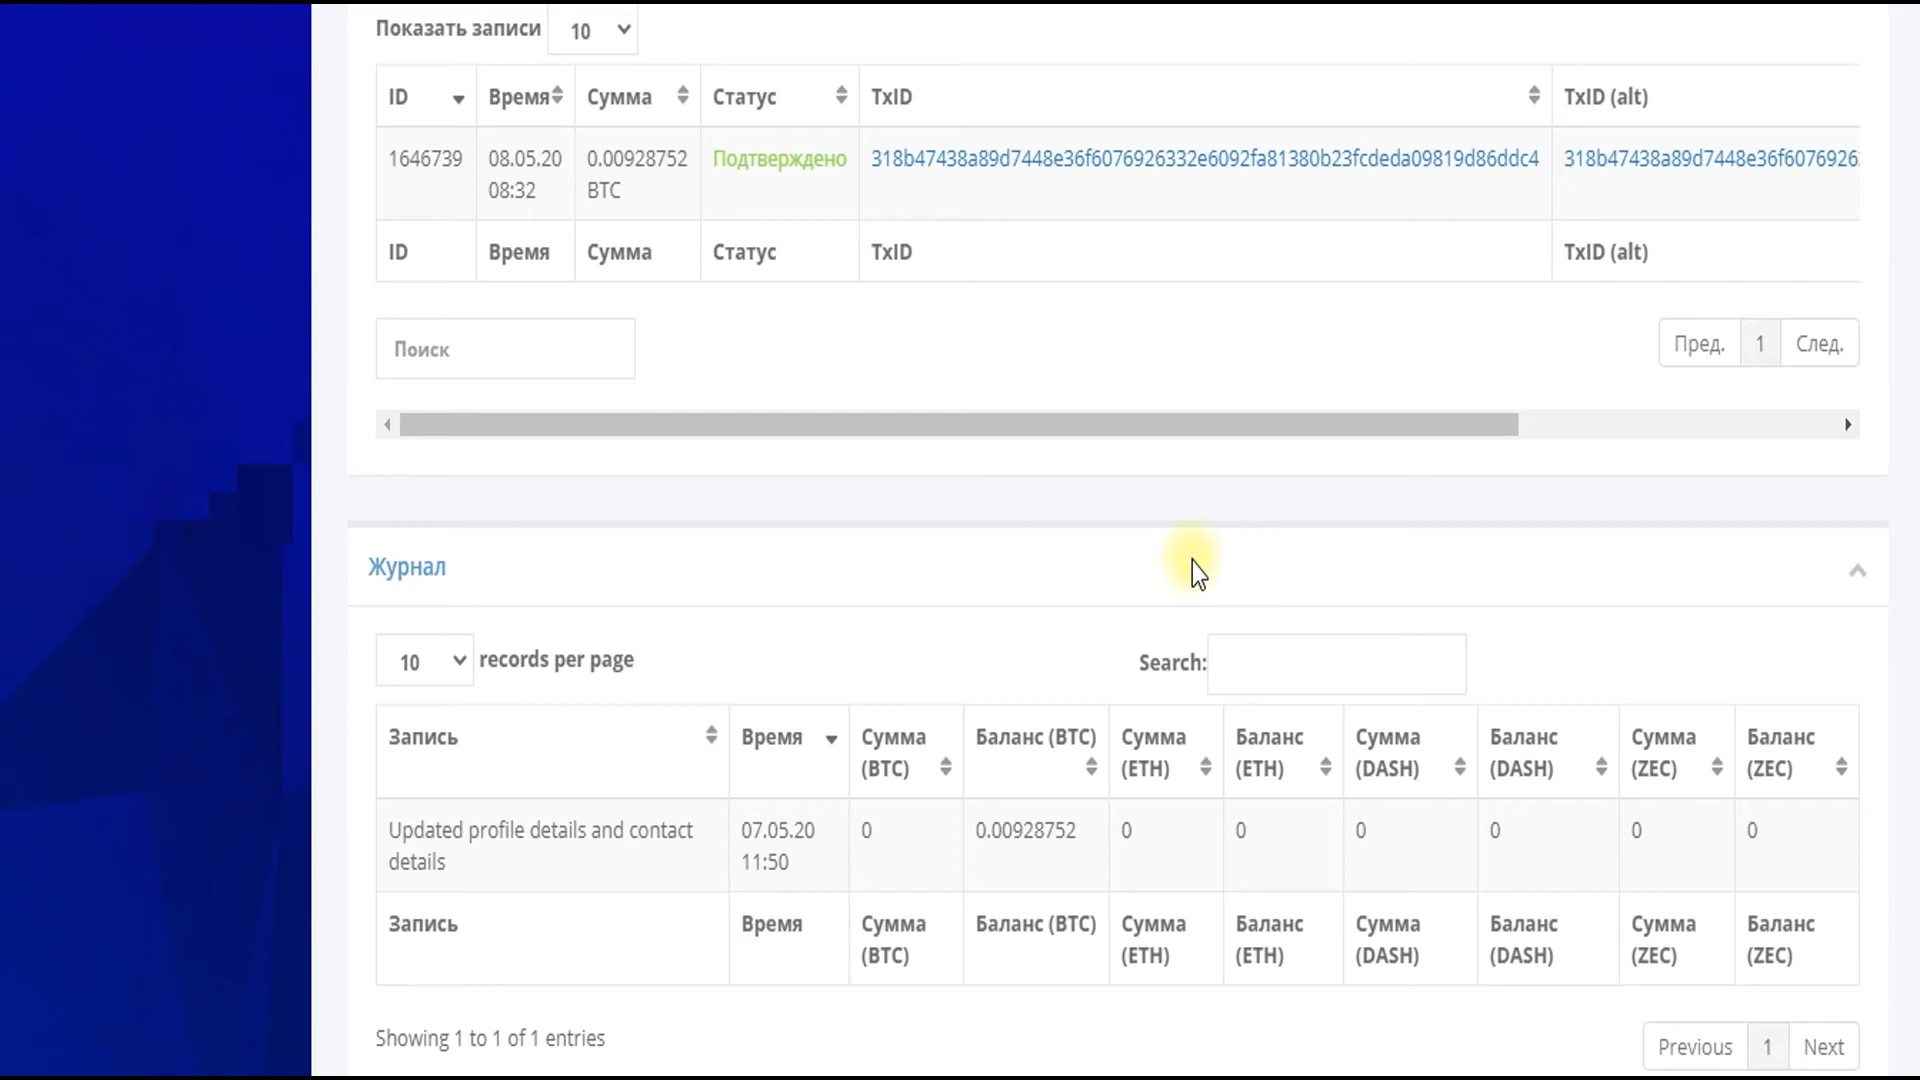 Показать записи 10
ID Время Сумма Статус TxID TxID (alt)
1646739 08.05.20 0.00928752 Подтверждено 318b47438a89d7448e36f6076926332e6092fa81380b23fcdeda09819d86ddc4 318b47438a89d7448e36f6076926
08:32 BTC
ID Время Сумма Статус TxID TxID (alt)
Поиск
Пред. 1 След.
Журнал
10 records per page Search:
Запись Время Сумма Баланс (BTC) Сумма Баланс Сумма Баланс Сумма Баланс
(BTC) (ETH) (ETH) (DASH) (DASH) (ZEC) (ZEC)
Updated profile details and contact 07.05.20 0 0.00928752 0 0 0 0 0 0
details 11:50
Запись Время Сумма Баланс (BTC) Сумма Баланс Сумма Баланс Сумма Баланс
(BTC) (ETH) (ETH) (DASH) (DASH) (ZEC) (ZEC)
Showing 1 to 1 of 1 entries
Previous 1 Next